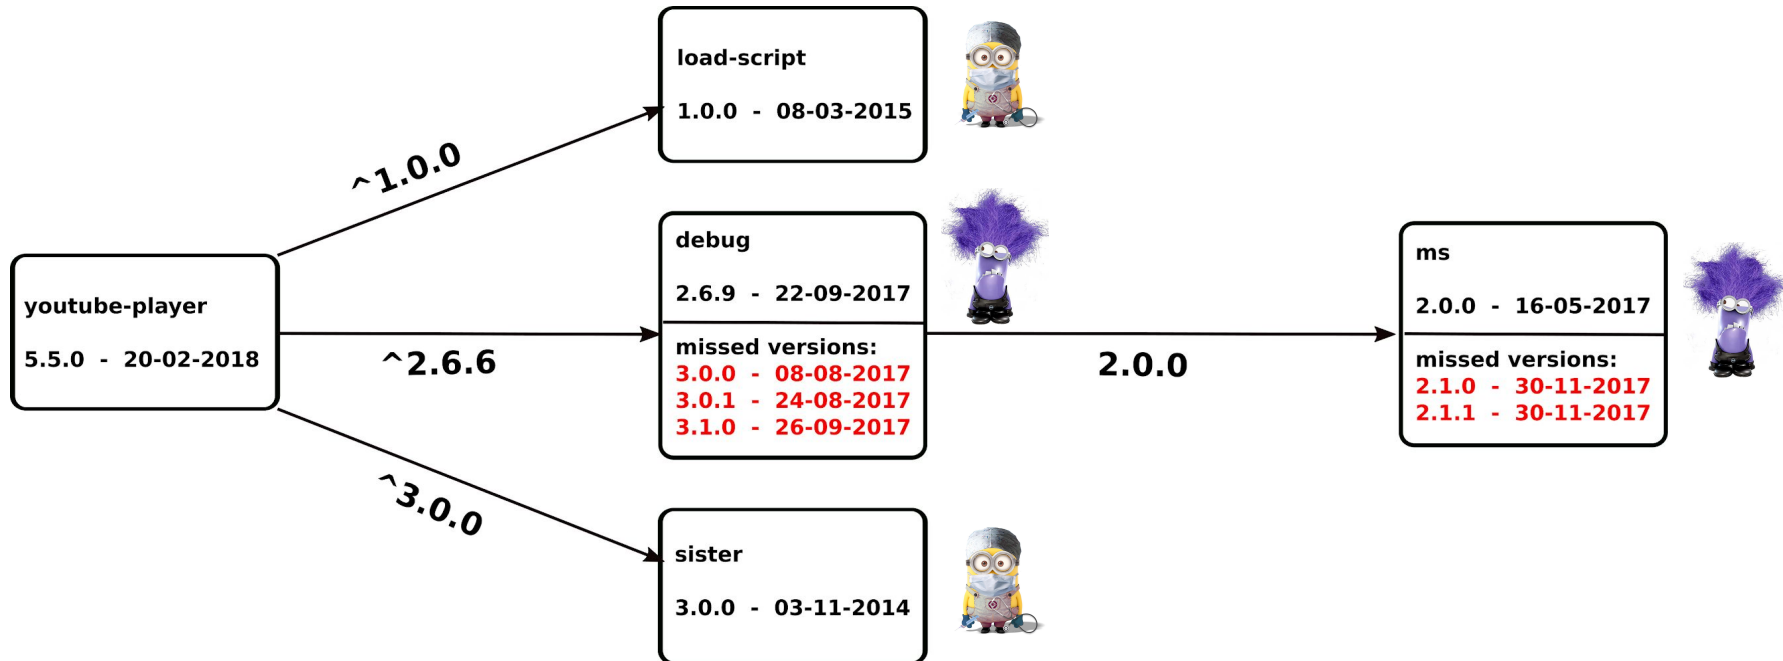 load-script
1.0.0 - 08-03-2015
^1.0.0
youtube-player
5.5.0 - 20-02-2018
^2.6.6
debug
2.6.9 - 22-09-2017
missed versions:
3.0.0 - 08-08-2017
3.0.1 - 24-08-2017
3.1.0 - 26-09-2017
2.0.0
ms
2.0.0 - 16-05-2017
missed versions:
2.1.0 - 30-11-2017
2.1.1 - 30-11-2017
^3.0.0
sister
3.0.0 - 03-11-2014